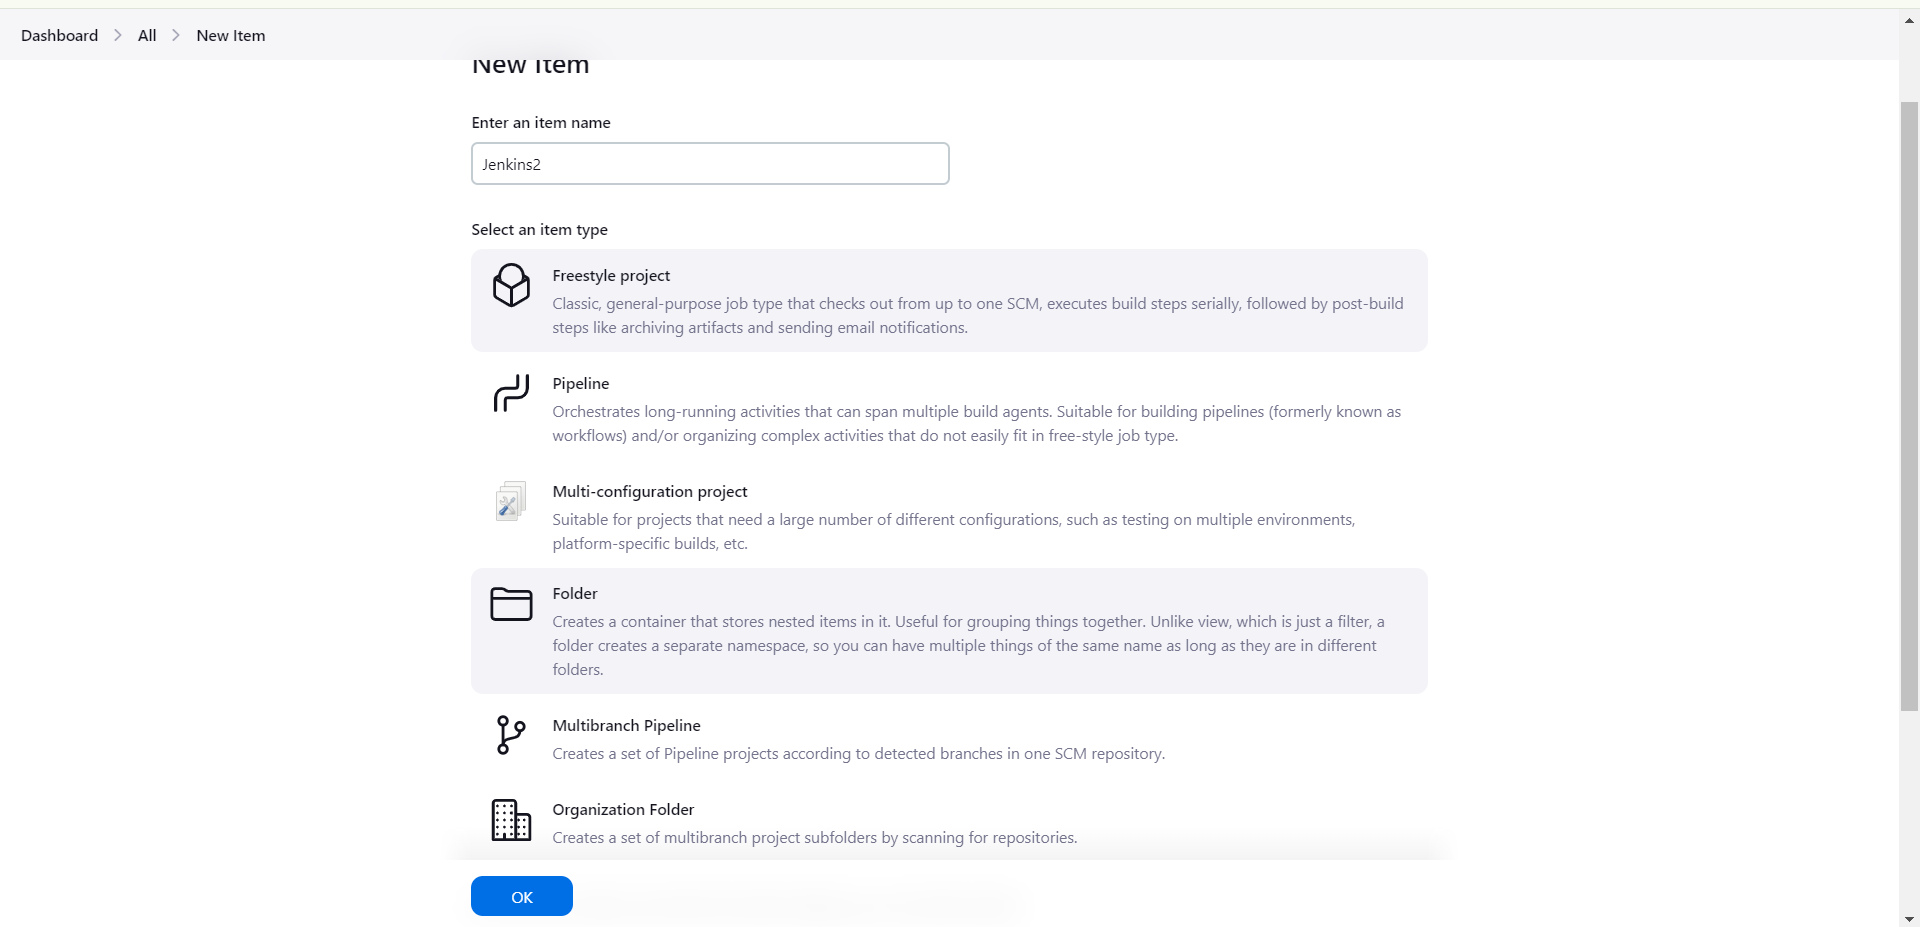 Dashboard > All > New Item
New Item
Enter an item name
Jenkins2
Select an item type
Freestyle project
Classic, general-purpose job type that checks out from up to one SCM, executes build steps serially, followed by post-build
steps like archiving artifacts and sending email notifications.
Pipeline
Orchestrates long-running activities that can span multiple build agents. Suitable for building pipelines (formerly known as
workflows) and/or organizing complex activities that do not easily fit in free-style job type.
Multi-configuration project
Suitable for projects that need a large number of different configurations, such as testing on multiple environments,
platform-specific builds, etc.
Folder
Creates a container that stores nested items in it. Useful for grouping things together. Unlike view, which is just a filter, a
folder creates a separate namespace, so you can have multiple things of the same name as long as they are in different
folders.
Multibranch Pipeline
Creates a set of Pipeline projects according to detected branches in one SCM repository.
Organization Folder
Creates a set of multibranch project subfolders by scanning for repositories.
OK